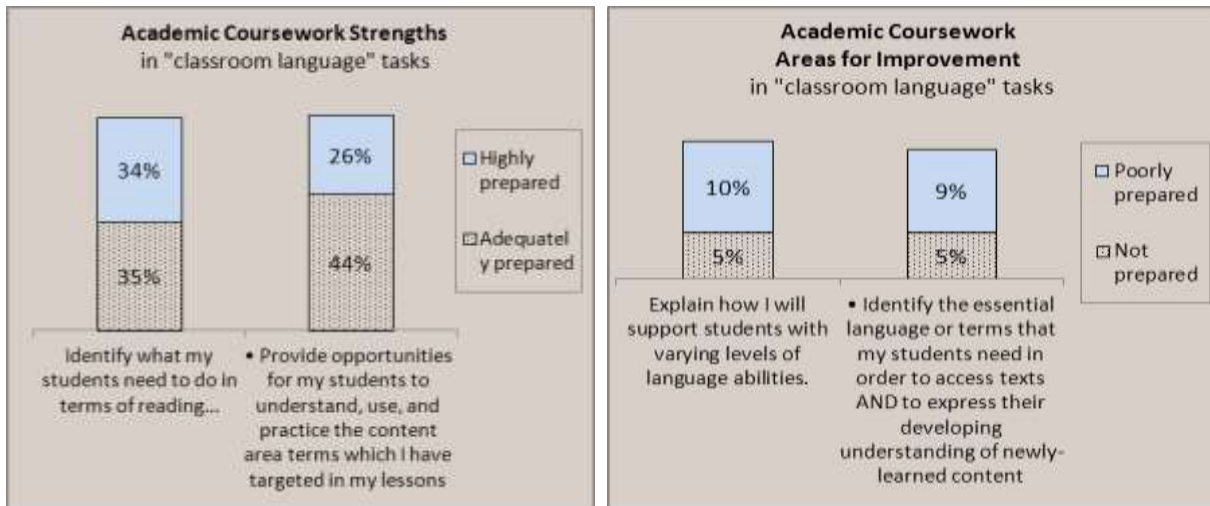 Academic Coursework Strengths
in "classroom language" tasks
34%
35%
26%
44%
Highly
prepared
Adequatel
y prepared
Identify what my
students need to do in
terms of reading...
• Provide opportunities
for my students to
understand, use, and
practice the content
area terms which I have
targeted in my lessons
Academic Coursework
Areas for Improvement
in "classroom language" tasks
10%
5%
9%
5%
Poorly
prepared
Not
prepared
Explain how I will
support students with
varying levels of
language abilities.
• Identify the essential
language or terms that
my students need in
order to access texts
AND to express their
developing
understanding of newly-
learned content